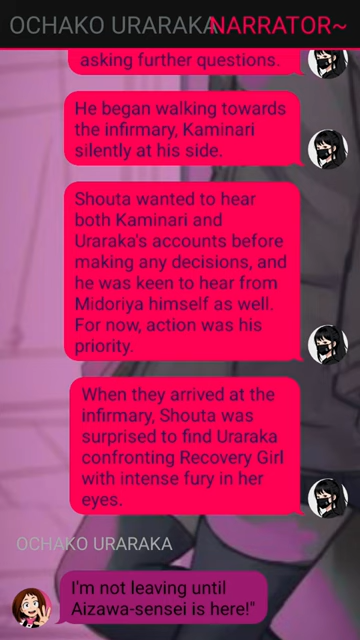 OCHAKO URARAKA NARRATOR~
asking further questions.
He began walking towards
the infirmary, Kaminari
silently at his side.
Shouta wanted to hear
both Kaminari and
Uraraka's accounts before
making any decisions, and
he was keen to hear from
Midoriya himself as well.
For now, action was his
priority.
When they arrived at the
infirmary, Shouta was
surprised to find Uraraka
confronting Recovery Girl
with intense fury in her
eyes.
OCHAKO URARAKA
I'm not leaving until
Aizawa-sensei is here!"